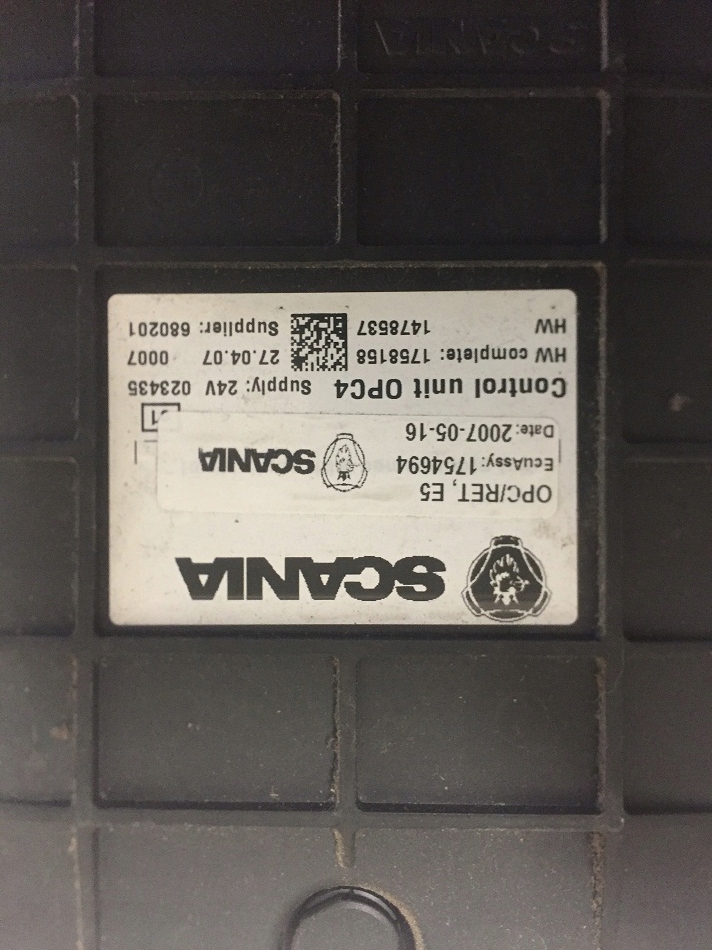 SCANIA
OPC/RET, E5
EcuAssy: 1754694
Date: 2007-05-16
SCANIA
Control unit OPC4 Supply: 24V 023435
HW complete: 1758158 27.04.07 0007
HW 1478537 Supplier: 680201
SCANIA